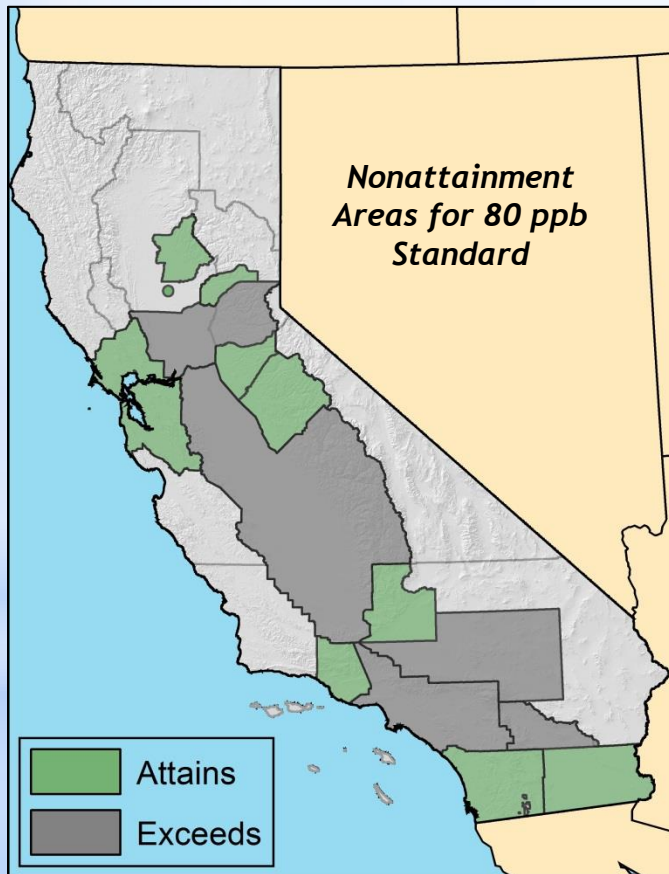 Nonattainment
Areas for 80 ppb
Standard
Attains
Exceeds